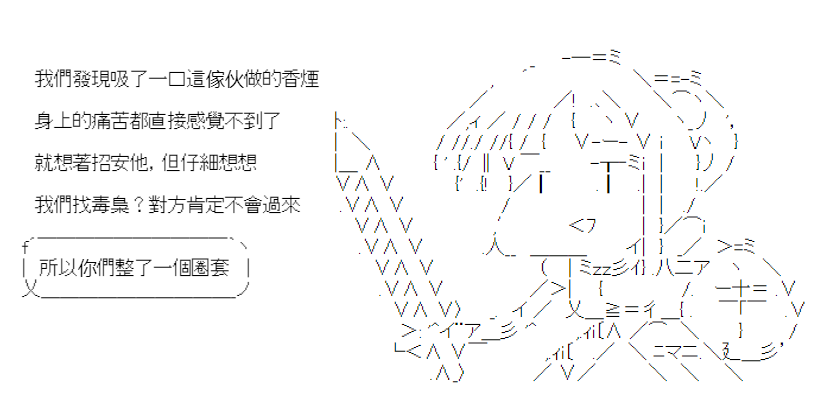 我們發現吸了一口這傢伙做的香煙
身上的痛苦都直接感覺不到了
就想著招安他，但仔細想想
我們找毒梟？對方肯定不會過來
所以你們整了一個圈套